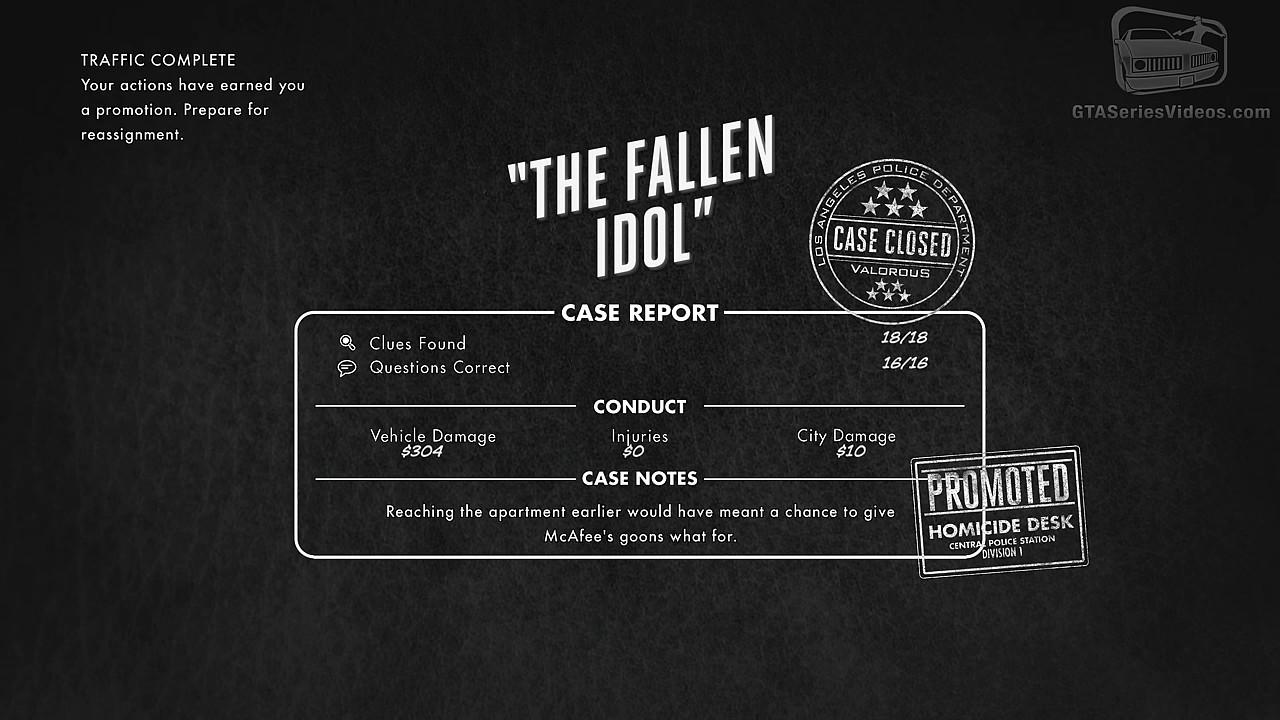 TRAFFIC COMPLETE
Your actions have earned you
a promotion. Prepare for
reassignment.
GTASeriesVideos.com
"THE FALLEN
IDOL"
LOS ANGELES POLICE DEPARTMENT
CASE CLOSED
VALOROUS
CASE REPORT
Clues Found 18/18
Questions Correct 16/16
CONDUCT
Vehicle Damage Injuries City Damage
$304 $0 $10
CASE NOTES
Reaching the apartment earlier would have meant a chance to give
McAfee's goons what for.
PROMOTED
HOMICIDE DESK
CENTRAL POLICE STATION
DIVISION 1